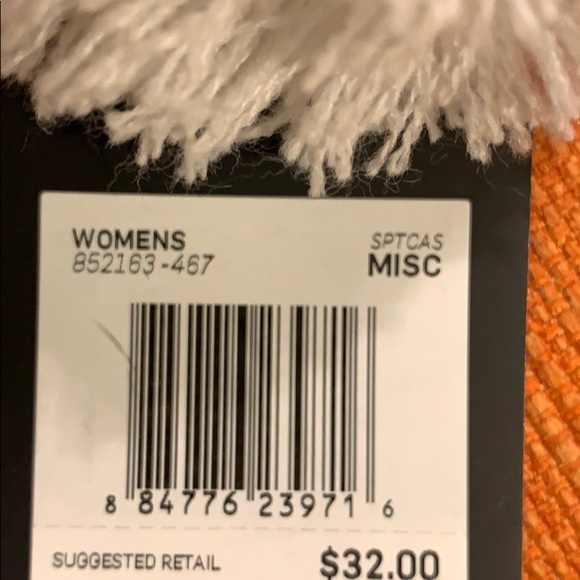 WOMENS SPTCAS
852163-467 MISC
8 84776 23971 6
SUGGESTED RETAIL $32.00